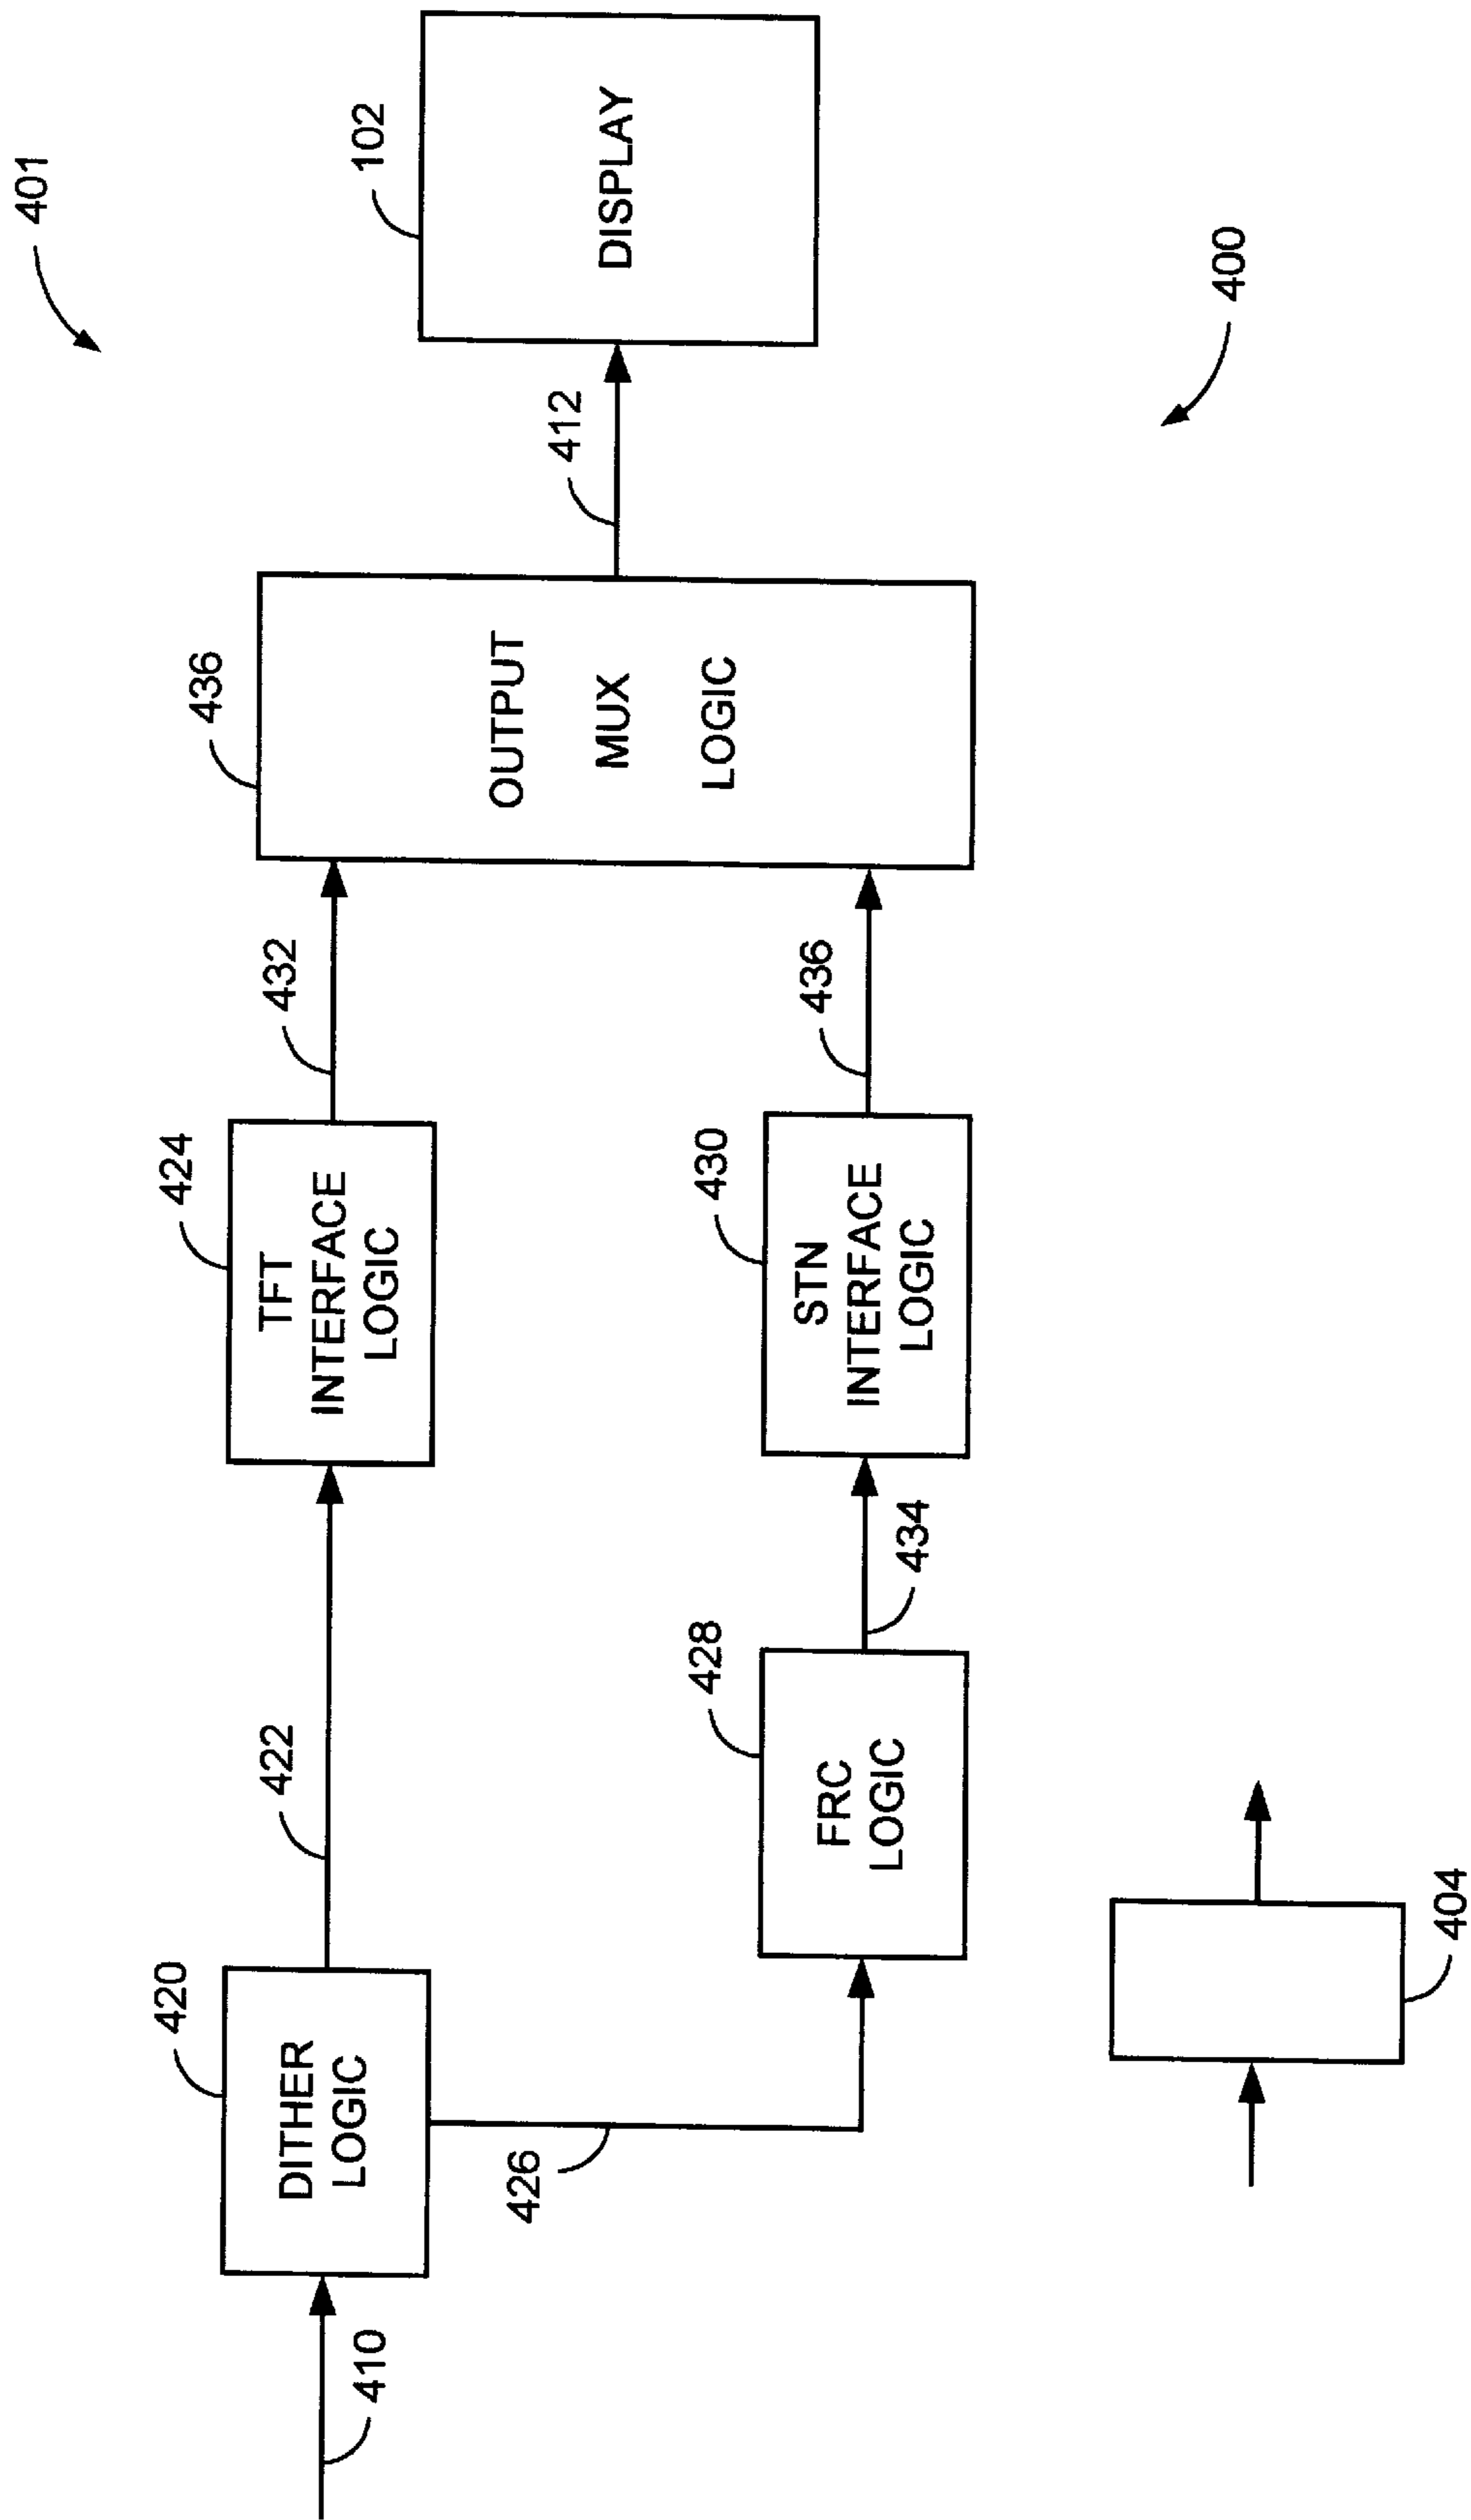 401
436
102
424
432
OUTPUT
MUX
LOGIC
412
DISPLAY
420
422
TFT
INTERFACE
LOGIC
DITHER
LOGIC
410
426
428
430
436
FRC
LOGIC
434
STN
INTERFACE
LOGIC
400
404